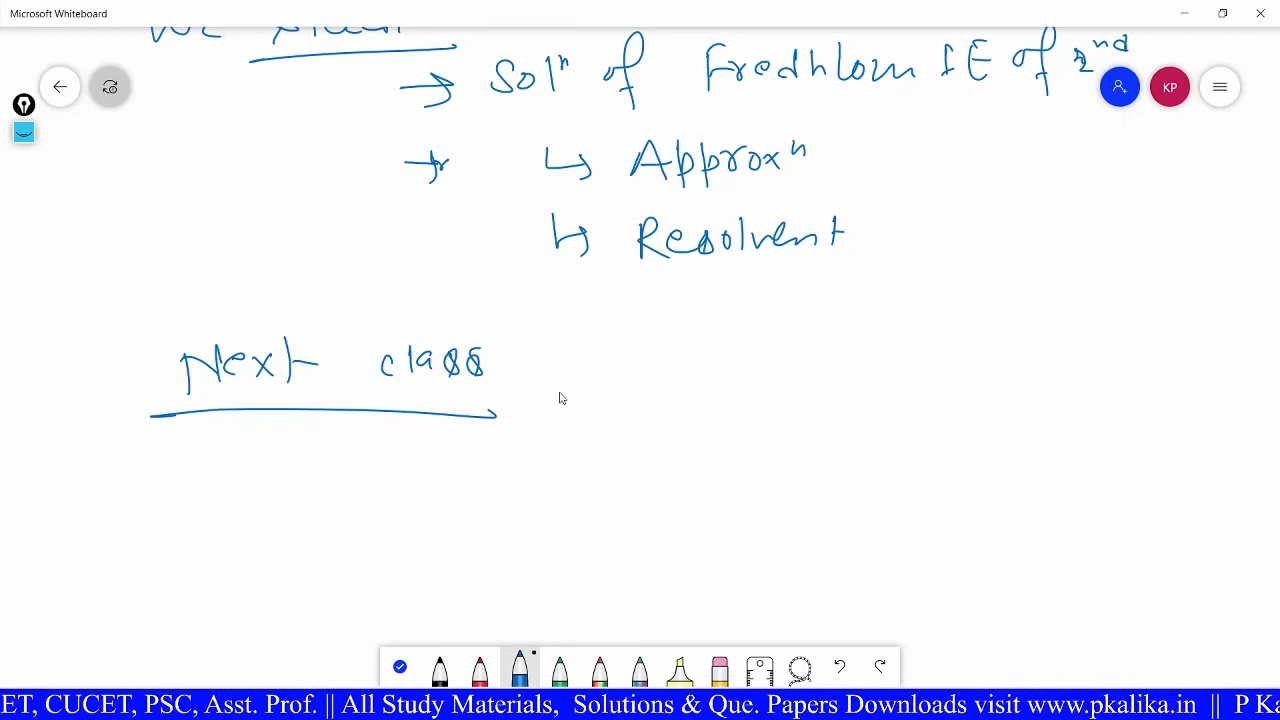 Microsoft Whiteboard
→ Solⁿ of Fredhlom IE of 2nd
KP
↳ Approxⁿ
↳ Resolvent
Next class
ET, CUCET, PSC, Asst. Prof. || All Study Materials, Solutions & Que. Papers Downloads visit www.pkalika.in || P Ka